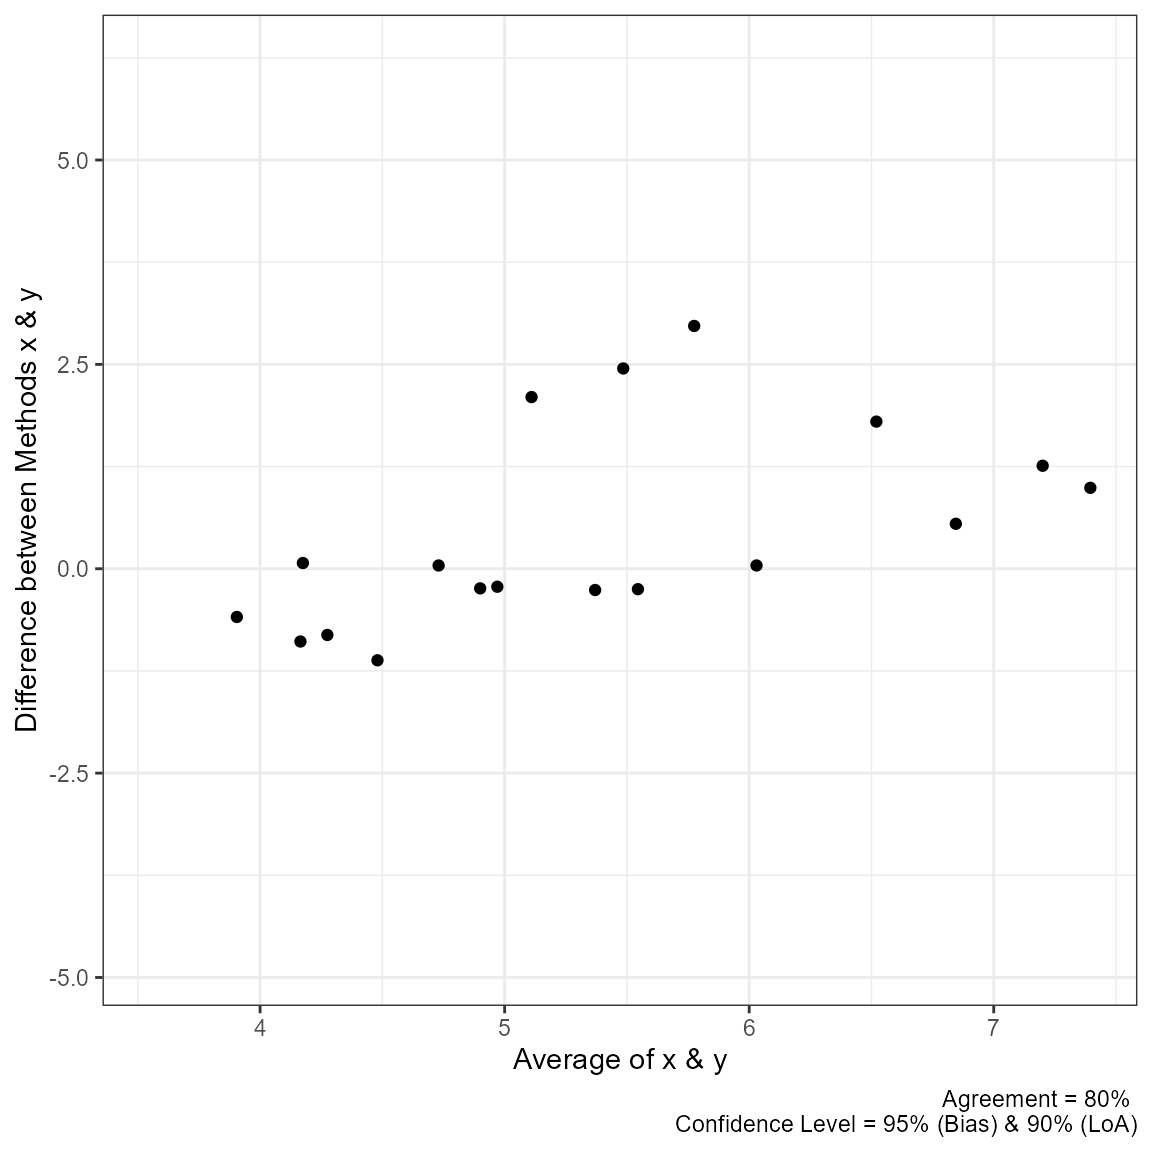 Difference between Methods x & y
5.0
2.5
0.0
-2.5
-5.0
4 5 6 7
Average of x & y
Agreement = 80%
Confidence Level = 95% (Bias) & 90% (LoA)